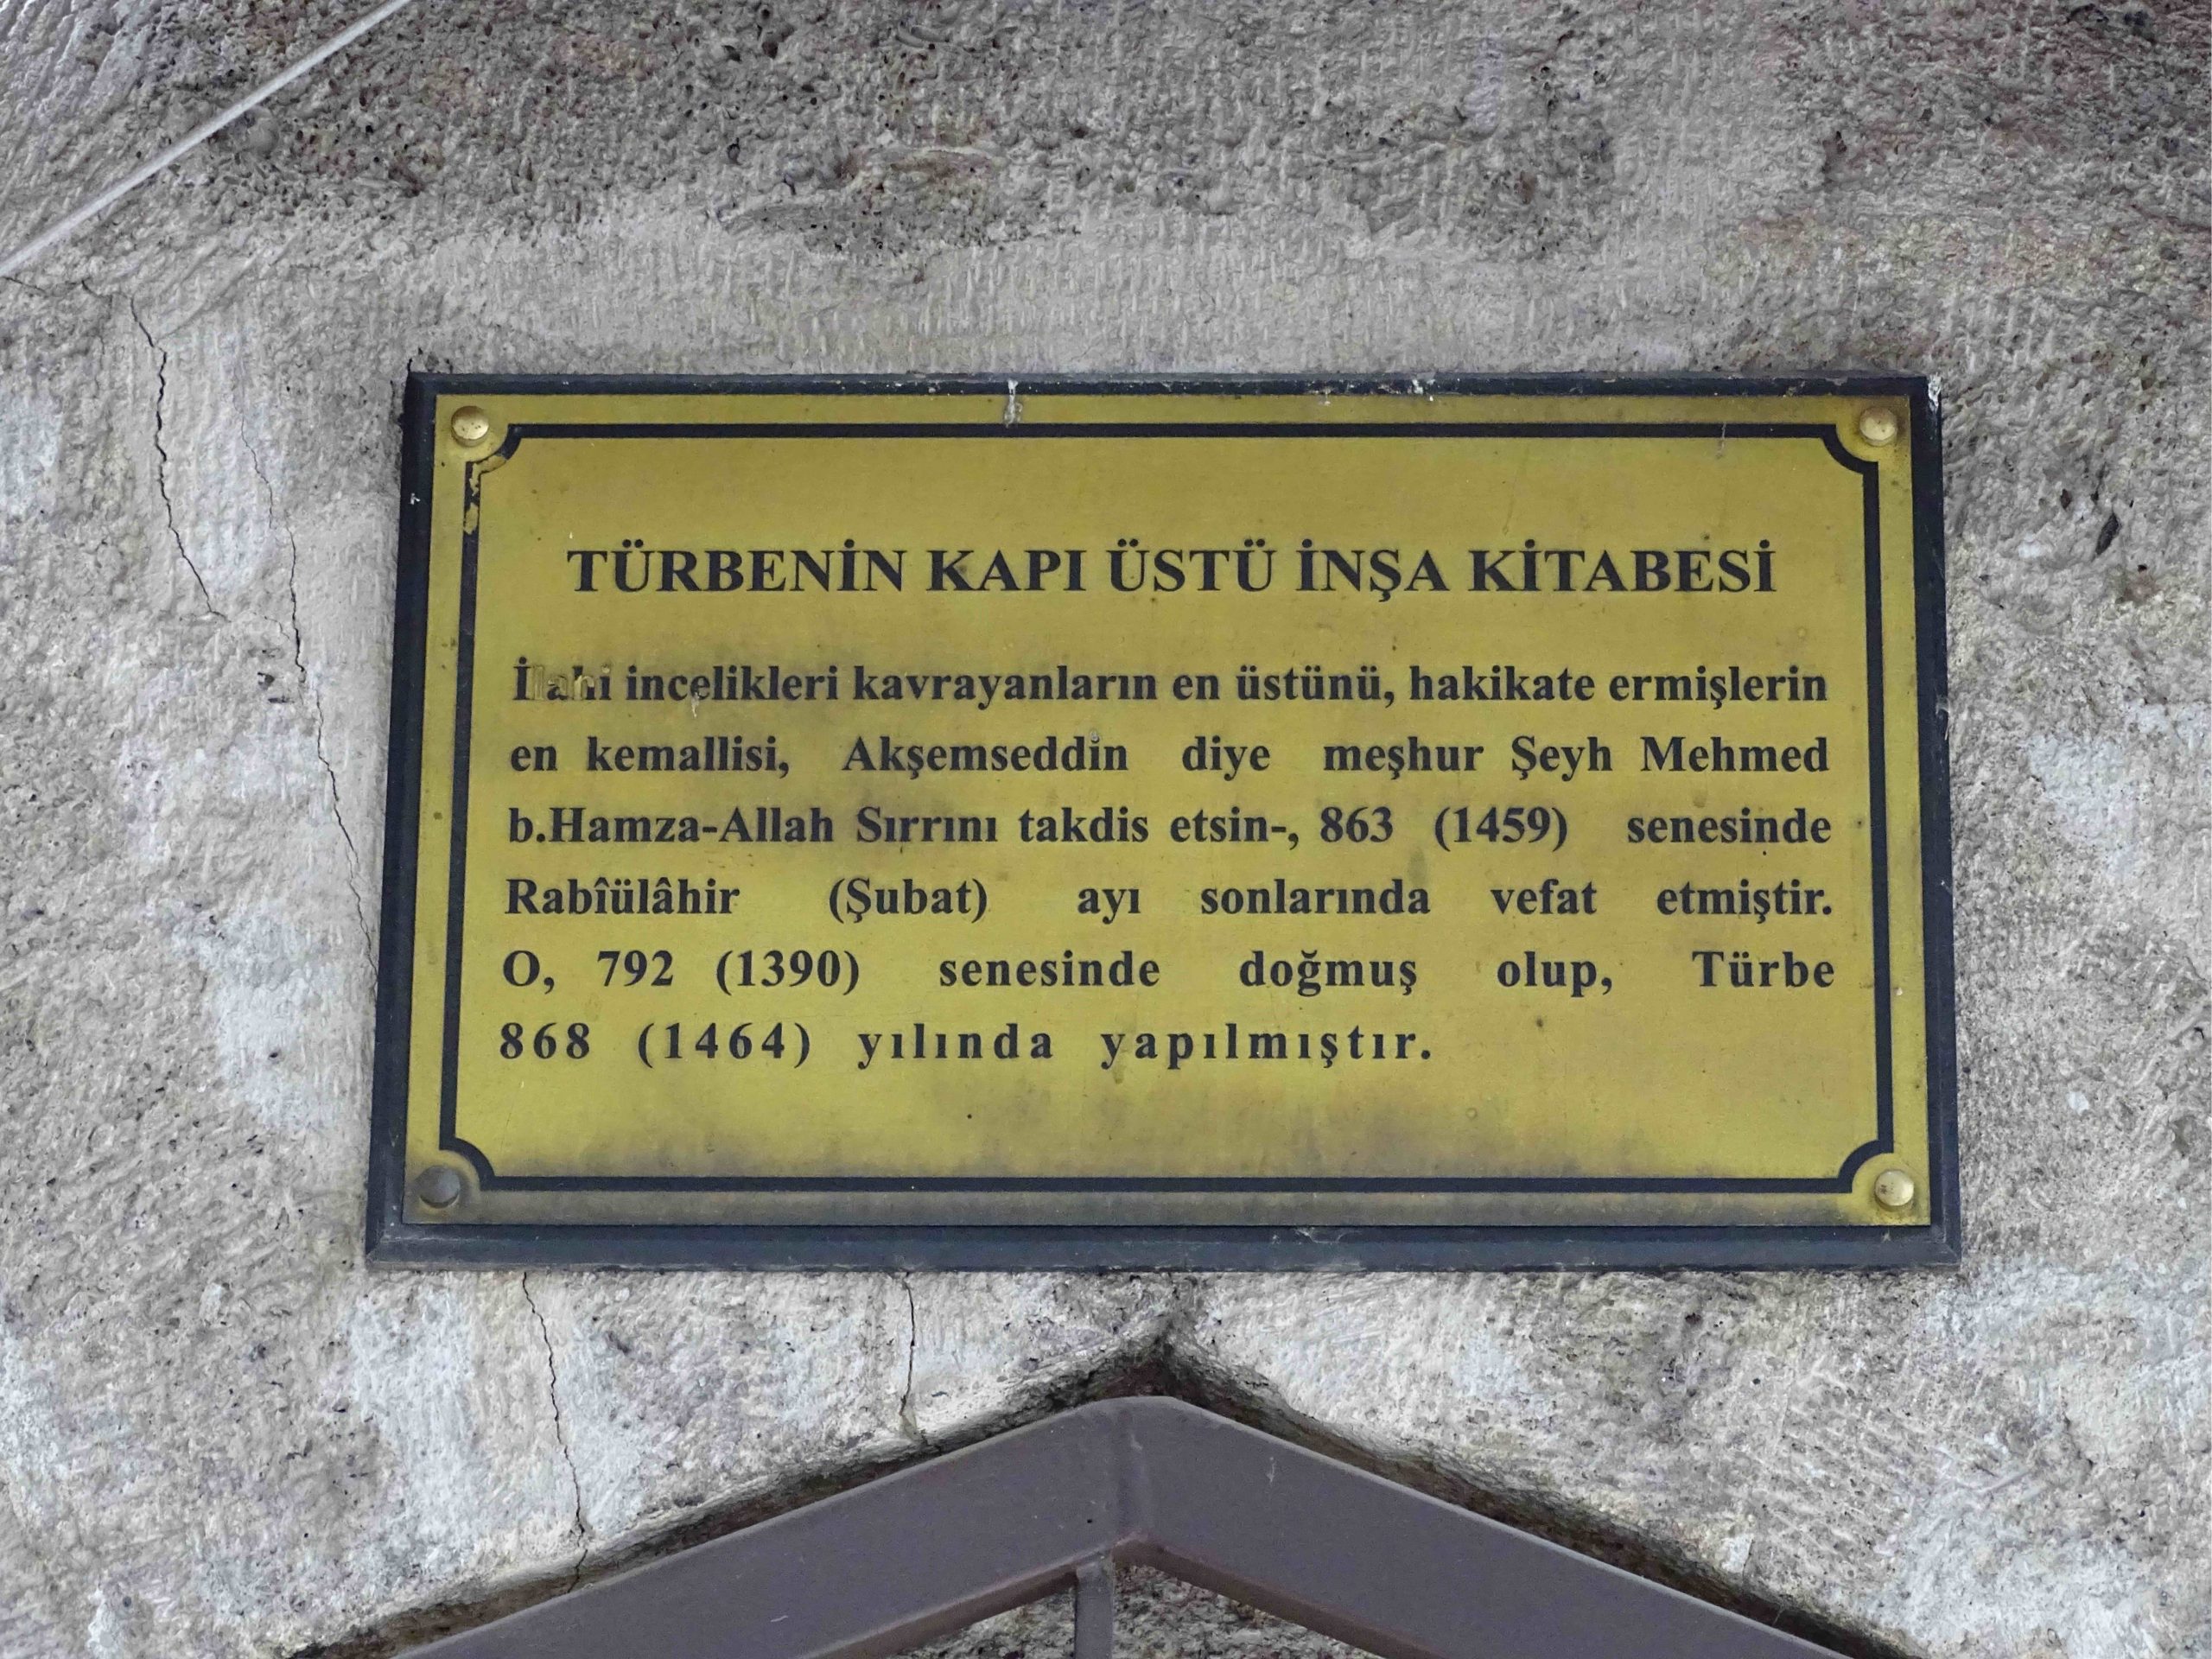 TÜRBENİN KAPI ÜSTÜ İNŞA KİTABESİ
İlahi incelikleri kavrayanların en üstünü, hakikate ermişlerin
en kemallisi, Akşemseddin diye meşhur Şeyh Mehmed
b.Hamza-Allah Sırrını takdis etsin-, 863 (1459) senesinde
Rabîülâhir (Şubat) ayı sonlarında vefat etmiştir.
O, 792 (1390) senesinde doğmuş olup, Türbe
868 (1464) yılında yapılmıştır.